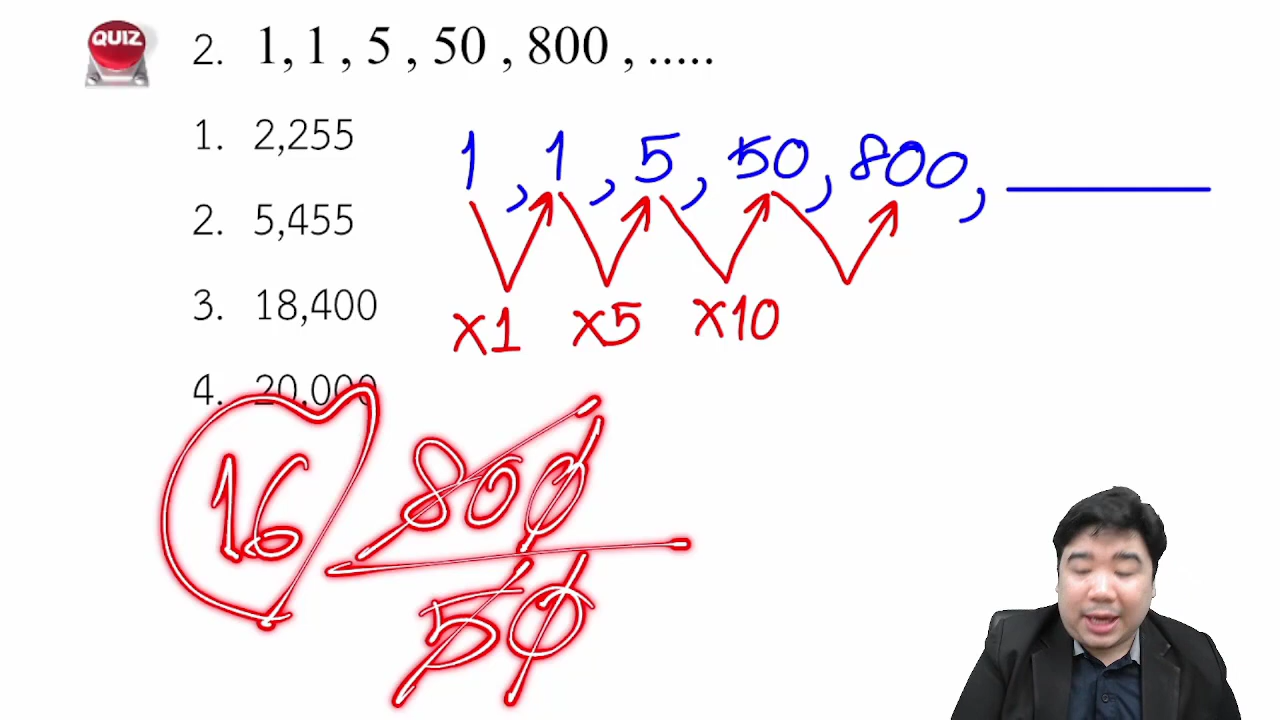 QUIZ
2. 1, 1 , 5 , 50 , 800 , .....
1. 2,255
2. 5,455
3. 18,400
4. 20,000
1 , 1 , 5 , 50 , 800 ,
x1 x5 x10
16 800
50